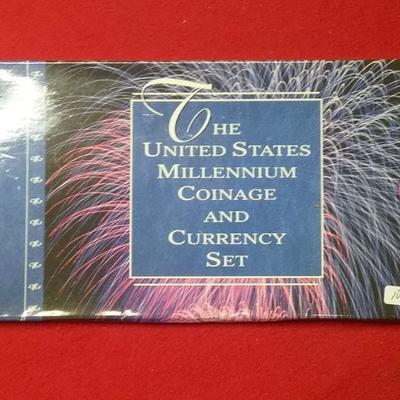 THE
UNITED STATES
MILLENNIUM
COINAGE
AND
CURRENCY
SET